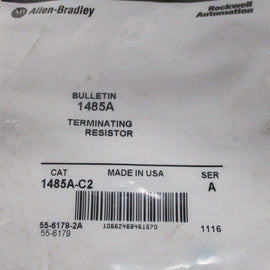 AB Allen-Bradley
Rockwell
Automation
BULLETIN
1485A
TERMINATING
RESISTOR
CAT MADE IN USA SER
1485A-C2 A
55-6179-2A 10662468461570 1116
55-6179